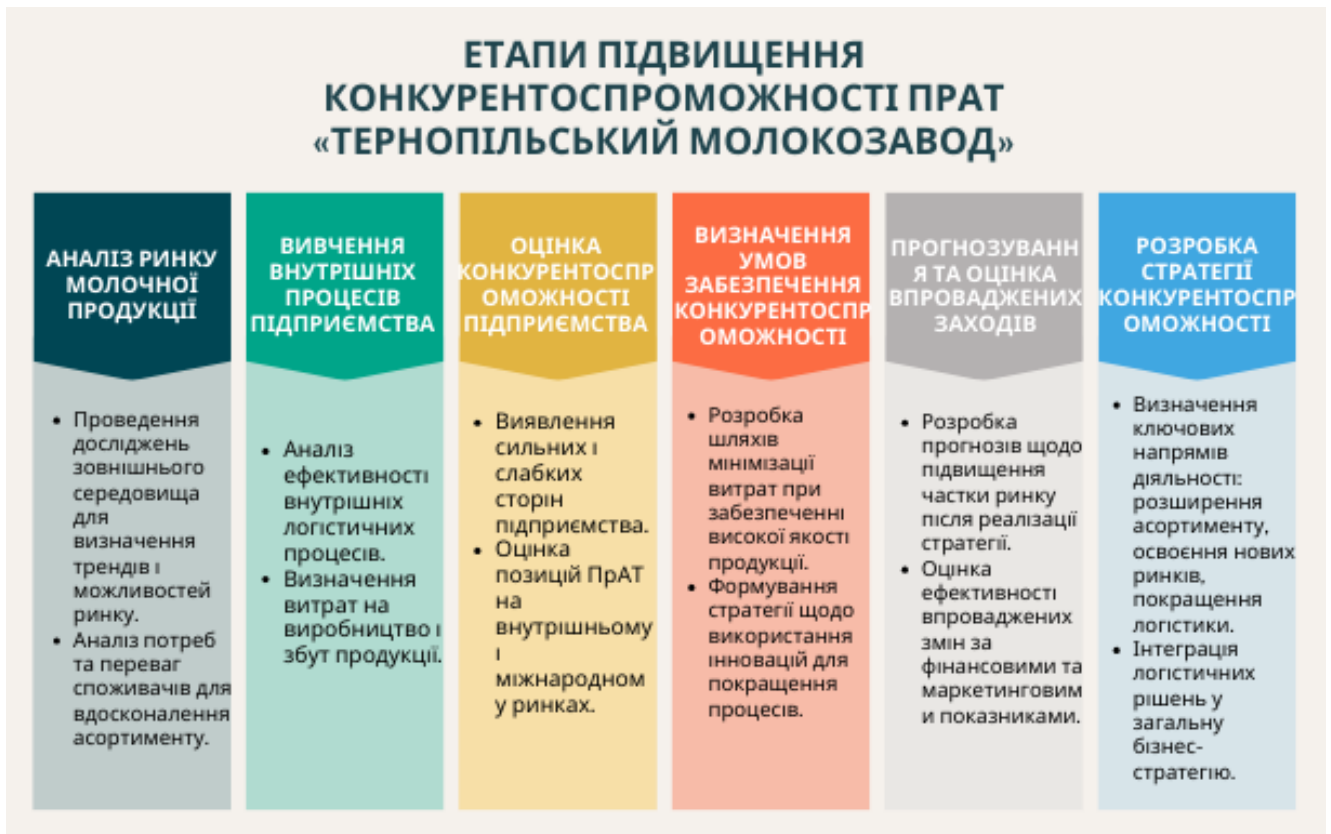 ЕТАПИ ПІДВИЩЕННЯ
КОНКУРЕНТОСПРОМОЖНОСТІ ПРАТ
«ТЕРНОПІЛЬСЬКИЙ МОЛОКОЗАВОД»
АНАЛІЗ РИНКУ
МОЛОЧНОЇ
ПРОДУКЦІЇ
• Проведення
досліджень
зовнішнього
середовища
для
визначення
трендів і
можливостей
ринку.
• Аналіз потреб
та переваг
споживачів для
вдосконалення
асортименту.
ВИВЧЕННЯ
ВНУТРІШНІХ
ПРОЦЕСІВ
ПІДПРИЄМСТВА
• Аналіз
ефективності
внутрішніх
логістичних
процесів.
• Визначення
витрат на
виробництво і
збут продукції.
ОЦІНКА
КОНКУРЕНТОСПР
ОМОЖНОСТІ
ПІДПРИЄМСТВА
• Виявлення
сильних і
слабких
сторін
підприємства.
• Оцінка
позицій ПрАТ
на
внутрішньому
і
міжнародном
у ринках.
ВИЗНАЧЕННЯ
УМОВ
ЗАБЕЗПЕЧЕННЯ
КОНКУРЕНТОСПР
ОМОЖНОСТІ
• Розробка
шляхів
мінімізації
витрат при
забезпеченні
високої якості
продукції.
• Формування
стратегії щодо
використання
інновацій для
покращення
процесів.
ПРОГНОЗУВАНН
Я ТА ОЦІНКА
ВПРОВАДЖЕНИХ
ЗАХОДІВ
• Розробка
прогнозів щодо
підвищення
частки ринку
після реалізації
стратегії.
• Оцінка
ефективності
впроваджених
змін за
фінансовими та
маркетинговим
и показниками.
РОЗРОБКА
СТРАТЕГІЇ
КОНКУРЕНТОСПР
ОМОЖНОСТІ
• Визначення
ключових
напрямів
діяльності:
розширення
асортименту,
освоєння нових
ринків,
покращення
логістики.
• Інтеграція
логістичних
рішень у
загальну
бізнес-
стратегію.